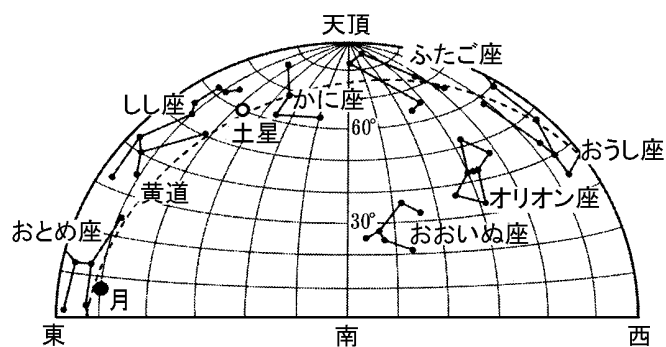 天頂
ふたご座
しし座
かに座
土星
60°
おうし座
黄道
オリオン座
30°
おおいぬ座
おとめ座
月
東
南
西